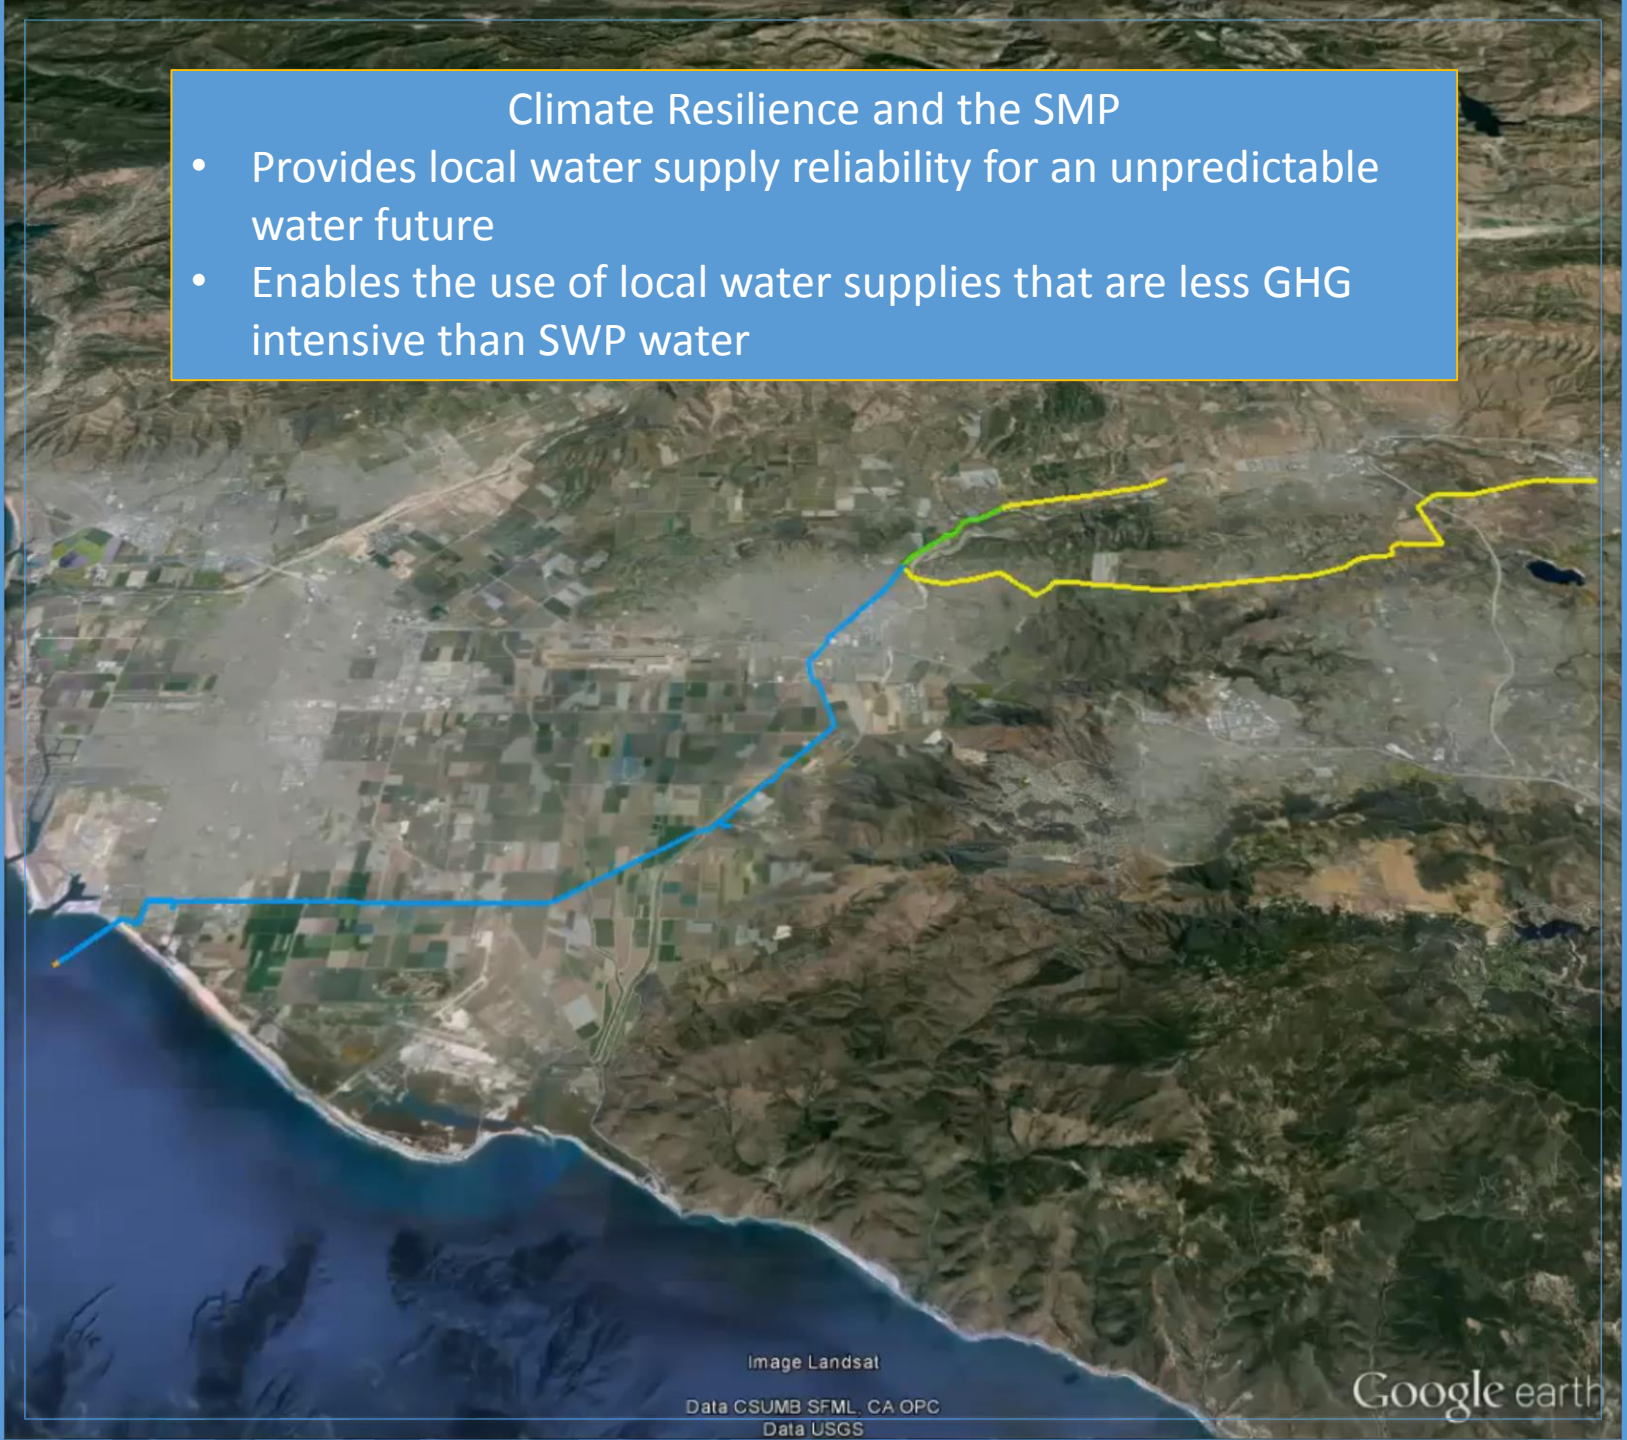 Climate Resilience and the SMP
• Provides local water supply reliability for an unpredictable
water future
• Enables the use of local water supplies that are less GHG
intensive than SWP water
Image Landsat
Data CSUMB SFML, CA OPC
Data USGS
Google earth